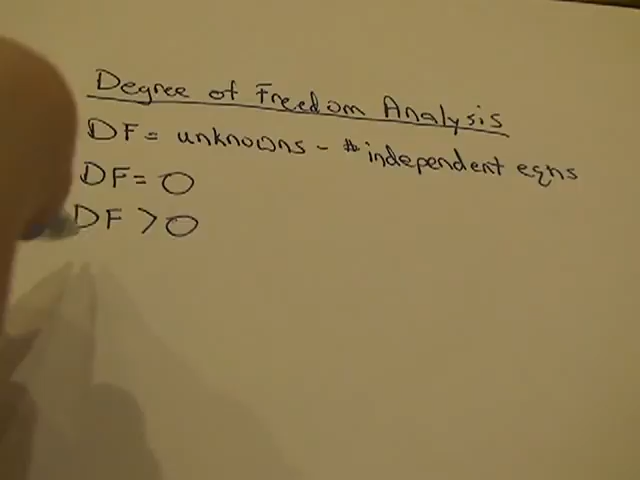 Degree of Freedom Analysis
DF = unknowns - # independent eqns
DF = 0
DF > 0